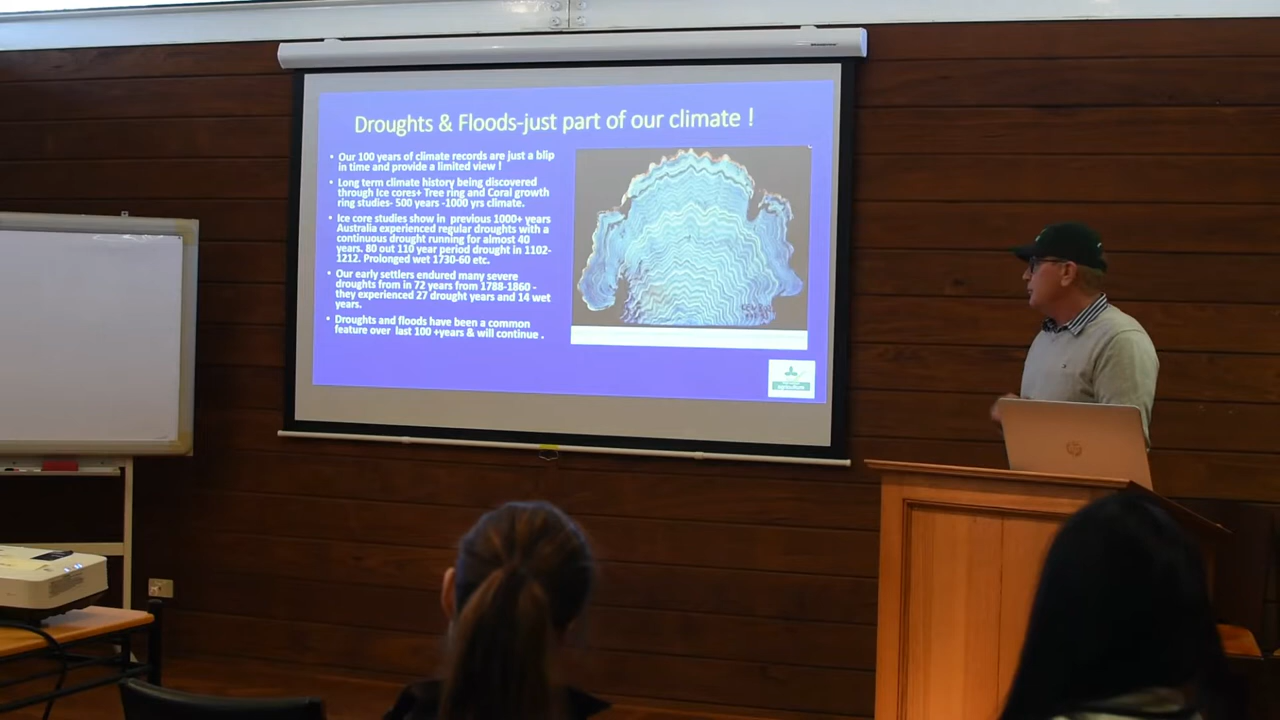 Droughts & Floods-just part of our climate !
• Our 100 years of climate records are just a blip
in time and provide a limited view !
• Long term climate history being discovered
through Ice cores+ Tree ring and Coral growth
ring studies- 500 years -1000 yrs climate.
• Ice core studies show in previous 1000+ years
Australia experienced regular droughts with a
continuous drought running for almost 40
years. 80 out 110 year period drought in 1102-
1212. Prolonged wet 1730-60 etc.
• Our early settlers endured many severe
droughts from in 72 years from 1788-1860 -
they experienced 27 drought years and 14 wet
years.
• Droughts and floods have been a common
feature over last 100 +years & will continue .
hp